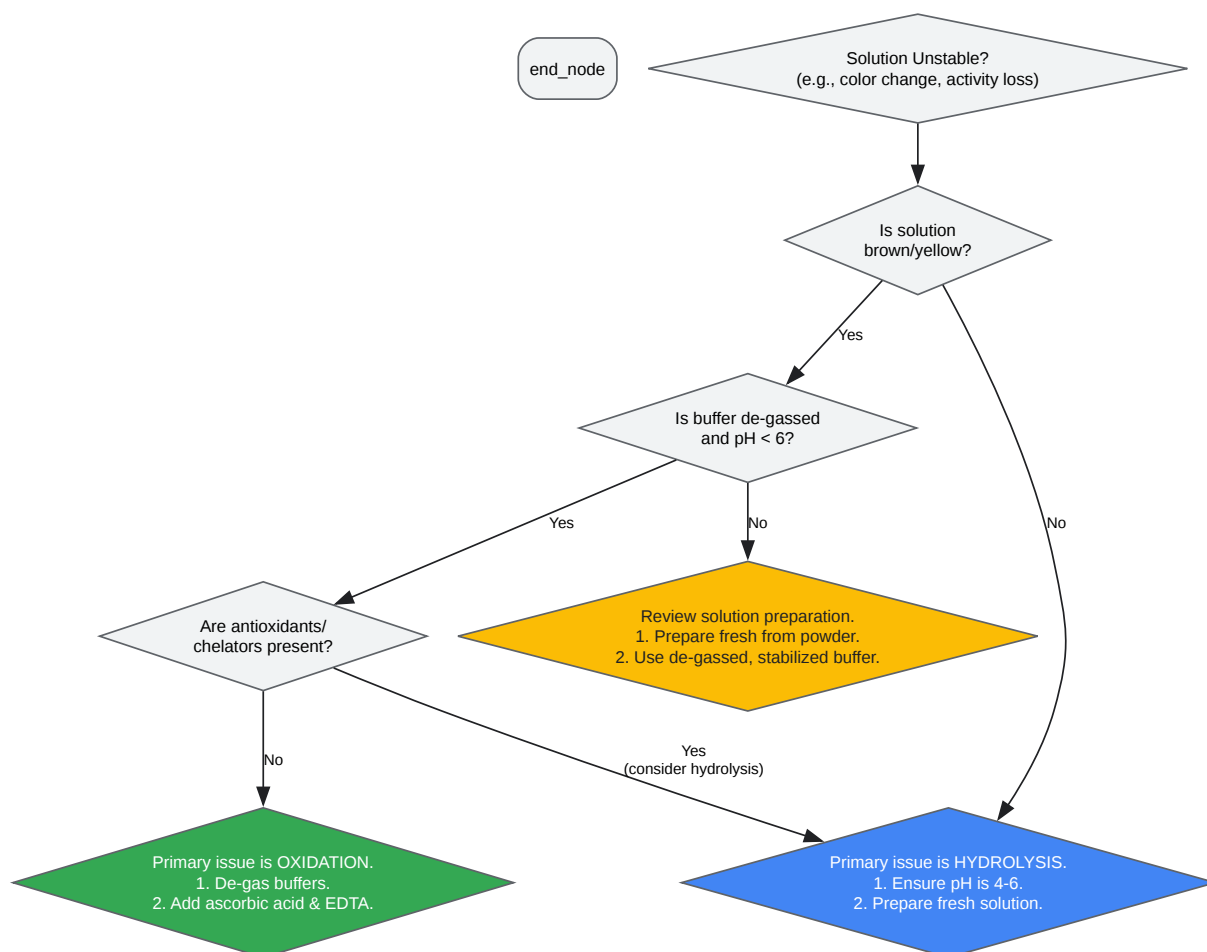 end_node
Solution Unstable?
(e.g., color change, activity loss)
Is solution
brown/yellow?
Yes
Is buffer de-gassed
and pH < 6?
Yes
No
No
Are antioxidants/
chelators present?
Review solution preparation.
1. Prepare fresh from powder.
2. Use de-gassed, stabilized buffer.
No
Yes
(consider hydrolysis)
Primary issue is OXIDATION.
1. De-gas buffers.
2. Add ascorbic acid & EDTA.
Primary issue is HYDROLYSIS.
1. Ensure pH is 4-6.
2. Prepare fresh solution.